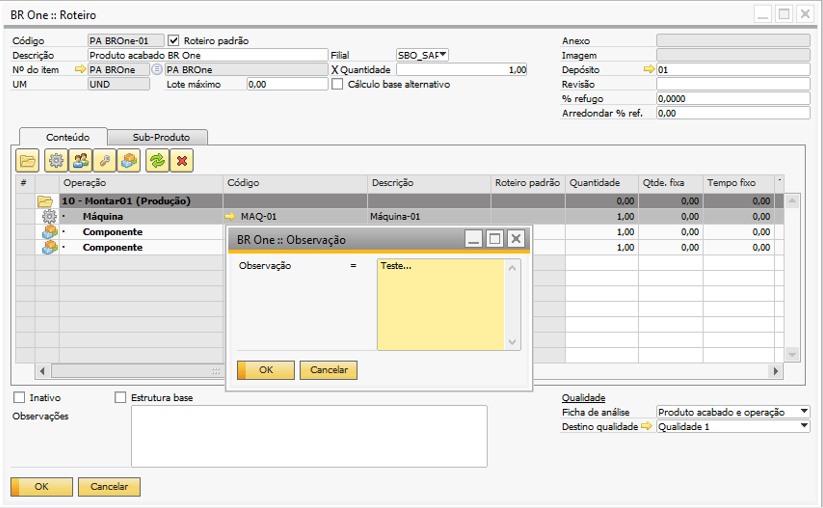 BR One :: Roteiro
Código PA BROne-01 Roteiro padrão Anexo
Descrição Produto acabado BR One Filial SBO_SAF Imagem
Nº do item PA BROne PA BROne X Quantidade 1,00 Depósito 01
UM UND Lote máximo 0,00 Cálculo base alternativo Revisão
% refugo 0,0000
Arredondar % ref. 0,00
Conteúdo Sub-Produto
# Operação Código Descrição Roteiro padrão Quantidade Qtde. fixa Tempo fixo
10 - Montar01 (Produção) 0,00 0,00 0,00
Máquina MAQ-01 Máquina-01 1,00 0,00 0,00
Componente 1,00 0,00 0,00
Componente 1,00 0,00 0,00
BR One :: Observação
Observação = Teste...
OK Cancelar
Inativo Estrutura base Qualidade
Observações Ficha de análise Produto acabado e operação
Destino qualidade Qualidade 1
OK Cancelar